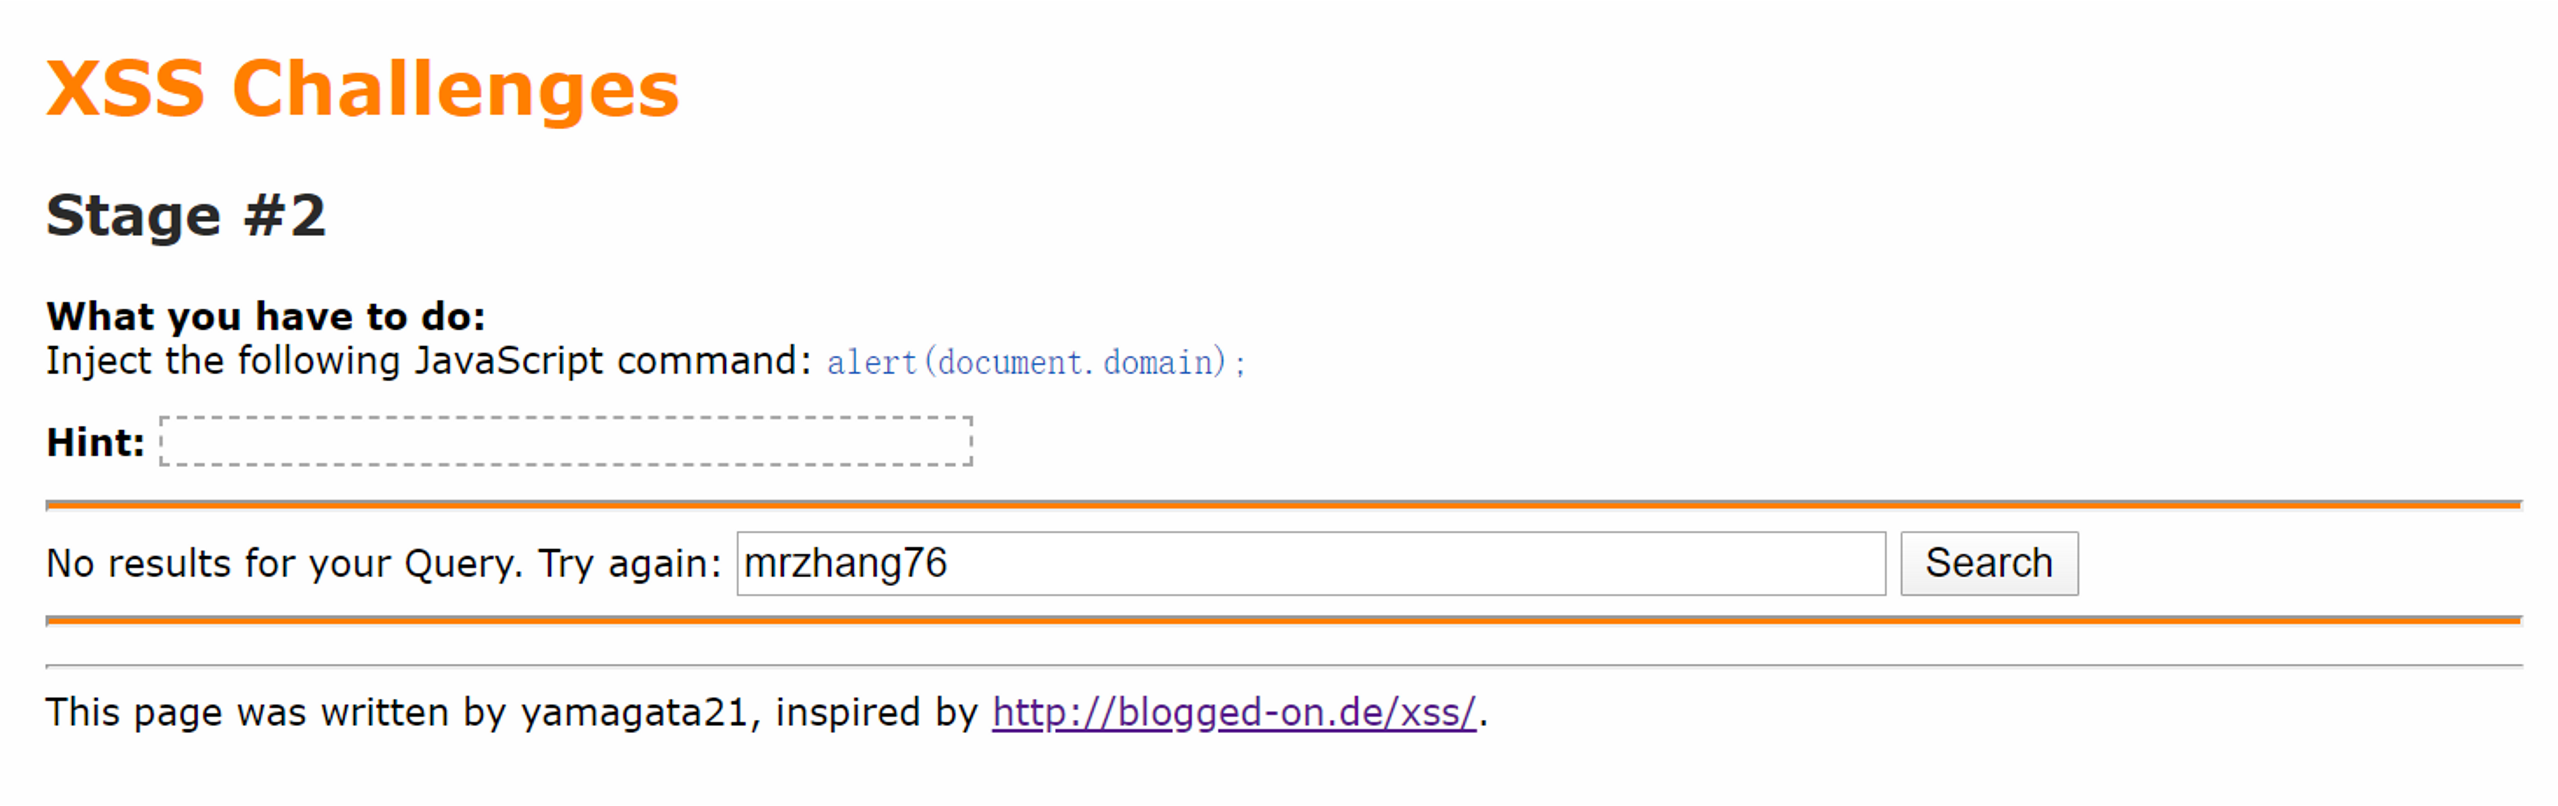 XSS Challenges
Stage #2
What you have to do:
Inject the following JavaScript command: alert(document.domain);
Hint:
No results for your Query. Try again: mrzhang76 Search
This page was written by yamagata21, inspired by http://blogged-on.de/xss/.